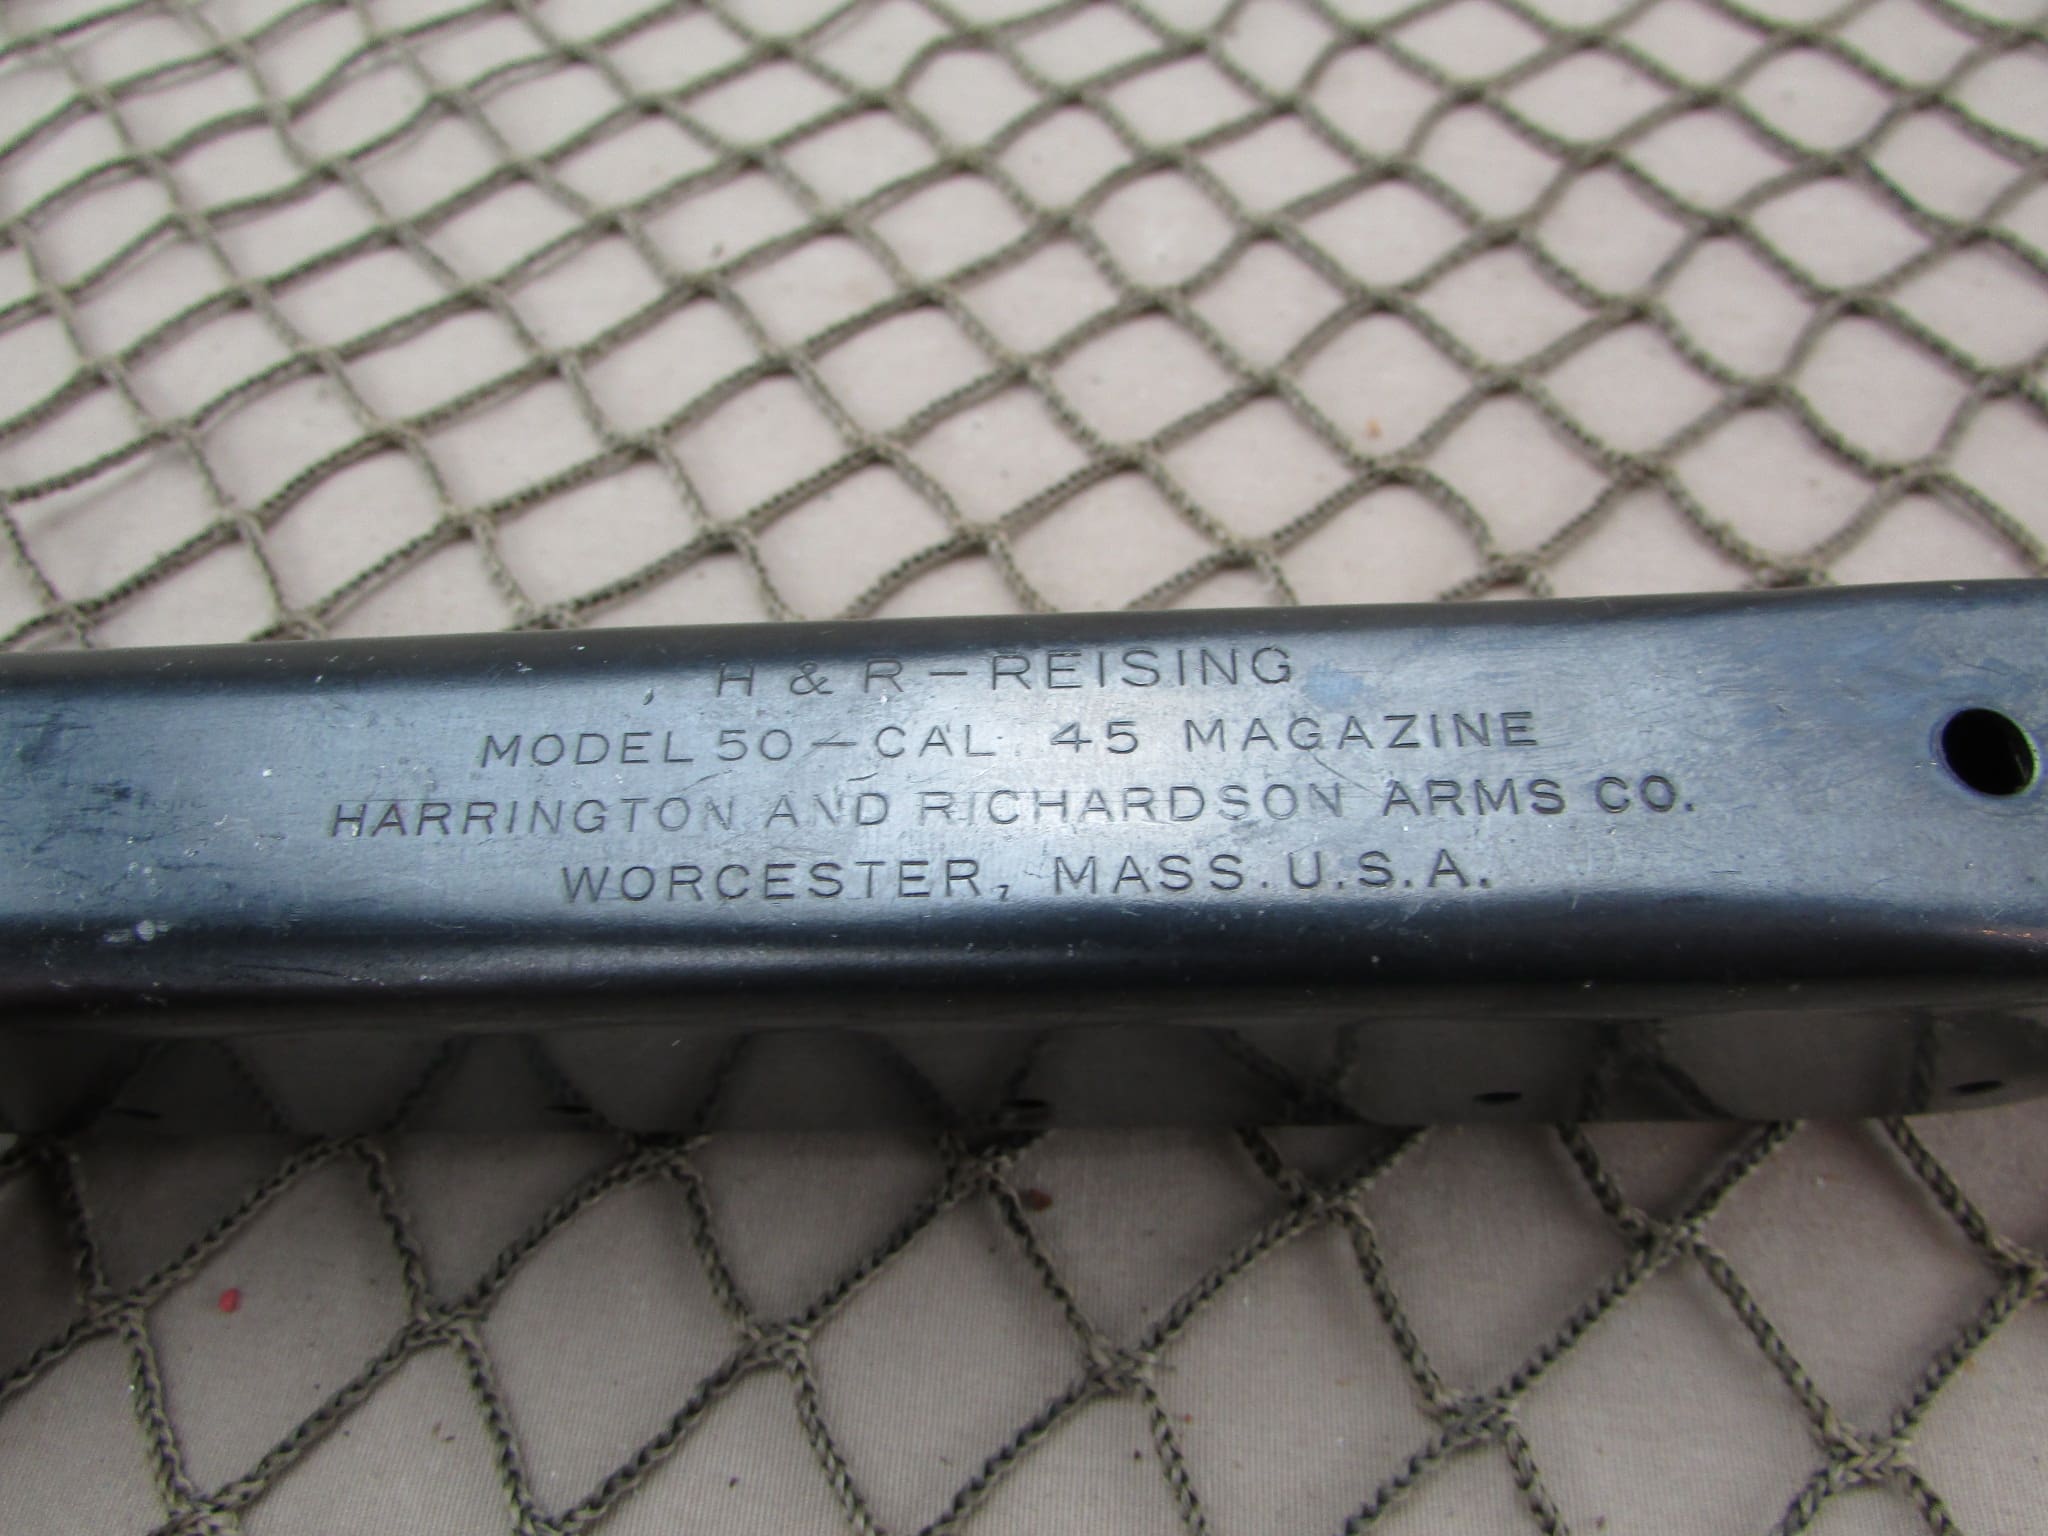 H & R - REISING
MODEL 50 - CAL. 45 MAGAZINE
HARRINGTON AND RICHARDSON ARMS CO.
WORCESTER, MASS. U.S.A.